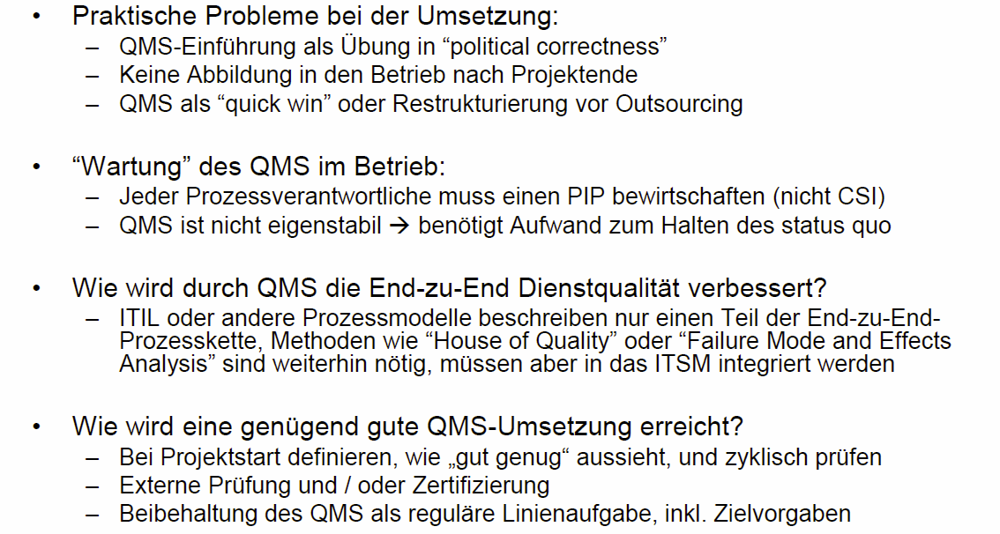 • Praktische Probleme bei der Umsetzung:
– QMS-Einführung als Übung in “political correctness”
– Keine Abbildung in den Betrieb nach Projektende
– QMS als “quick win” oder Restrukturierung vor Outsourcing
• “Wartung” des QMS im Betrieb:
– Jeder Prozessverantwortliche muss einen PIP bewirtschaften (nicht CSI)
– QMS ist nicht eigenstabil → benötigt Aufwand zum Halten des status quo
• Wie wird durch QMS die End-zu-End Dienstqualität verbessert?
– ITIL oder andere Prozessmodelle beschreiben nur einen Teil der End-zu-End-
Prozesskette, Methoden wie “House of Quality” oder “Failure Mode and Effects
Analysis” sind weiterhin nötig, müssen aber in das ITSM integriert werden
• Wie wird eine genügend gute QMS-Umsetzung erreicht?
– Bei Projektstart definieren, wie „gut genug“ aussieht, und zyklisch prüfen
– Externe Prüfung und / oder Zertifizierung
– Beibehaltung des QMS als reguläre Linienaufgabe, inkl. Zielvorgaben